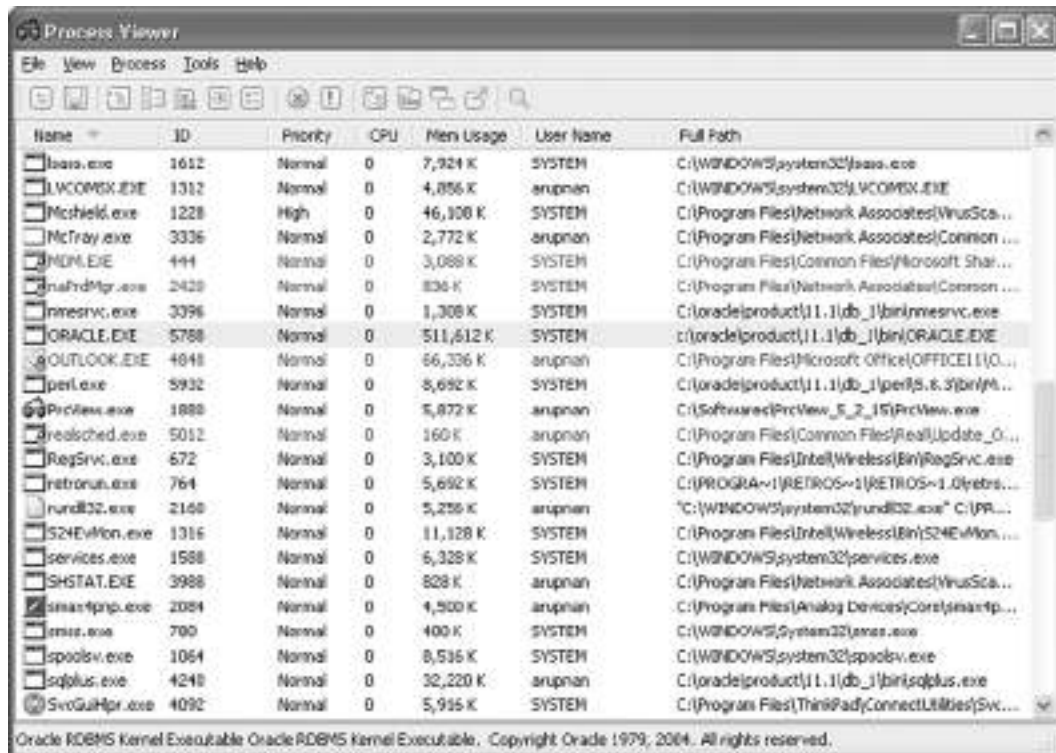 Process Viewer
File View Process Tools Help
Name ID Priority CPU Mem Usage User Name Full Path
lsass.exe 1612 Normal 0 7,924 K SYSTEM C:\WINDOWS\system32\lsass.exe
LVCOMSX.EXE 1312 Normal 0 4,856 K arupnan C:\WINDOWS\system32\LVCOMSX.EXE
Mcshield.exe 1228 High 0 46,108 K SYSTEM C:\Program Files\Network Associates\VirusSca...
McTray.exe 3336 Normal 0 2,772 K arupnan C:\Program Files\Network Associates\Common ...
MDM.EXE 444 Normal 0 3,088 K SYSTEM C:\Program Files\Common Files\Microsoft Shar...
naPrdMgr.exe 2420 Normal 0 836 K SYSTEM C:\Program Files\Network Associates\Common ...
nmesrvc.exe 3396 Normal 0 1,308 K SYSTEM C:\oracle\product\11.1\db_1\bin\nmesrvc.exe
ORACLE.EXE 5788 Normal 0 511,612 K SYSTEM c:\oracle\product\11.1\db_1\bin\ORACLE.EXE
OUTLOOK.EXE 4848 Normal 0 66,336 K arupnan C:\Program Files\Microsoft Office\OFFICE11\O...
perl.exe 5932 Normal 0 8,692 K SYSTEM C:\oracle\product\11.1\db_1\perl\5.8.3\bin\M...
PrcView.exe 1880 Normal 0 5,872 K arupnan C:\Softwares\PrcView_5_2_15\PrcView.exe
realsched.exe 5012 Normal 0 160 K arupnan C:\Program Files\Common Files\Real\Update_O...
RegSrvc.exe 672 Normal 0 3,100 K SYSTEM C:\Program Files\Intel\Wireless\Bin\RegSrvc.exe
retrorun.exe 764 Normal 0 5,692 K SYSTEM C:\PROGRA~1\RETROS~1\RETROS~1.0\retro...
rundll32.exe 2160 Normal 0 5,256 K arupnan "C:\WINDOWS\system32\rundll32.exe" C:\PR...
S24EvMon.exe 1316 Normal 0 11,128 K SYSTEM C:\Program Files\Intel\Wireless\Bin\S24EvMon....
services.exe 1588 Normal 0 6,328 K SYSTEM C:\WINDOWS\system32\services.exe
SHSTAT.EXE 3988 Normal 0 828 K arupnan C:\Program Files\Network Associates\VirusSca...
smax4pnp.exe 2084 Normal 0 4,500 K arupnan C:\Program Files\Analog Devices\Core\smax4p...
smss.exe 780 Normal 0 400 K SYSTEM C:\WINDOWS\System32\smss.exe
spoolsv.exe 1064 Normal 0 8,516 K SYSTEM C:\WINDOWS\system32\spoolsv.exe
sqlplus.exe 4248 Normal 0 32,220 K arupnan C:\oracle\product\11.1\db_1\bin\sqlplus.exe
SvcGuiHlpr.exe 4092 Normal 0 5,916 K SYSTEM C:\Program Files\ThinkPad\ConnectUtilities\Svc...
Oracle RDBMS Kernel Executable Oracle RDBMS Kernel Executable. Copyright Oracle 1979, 2004. All rights reserved.